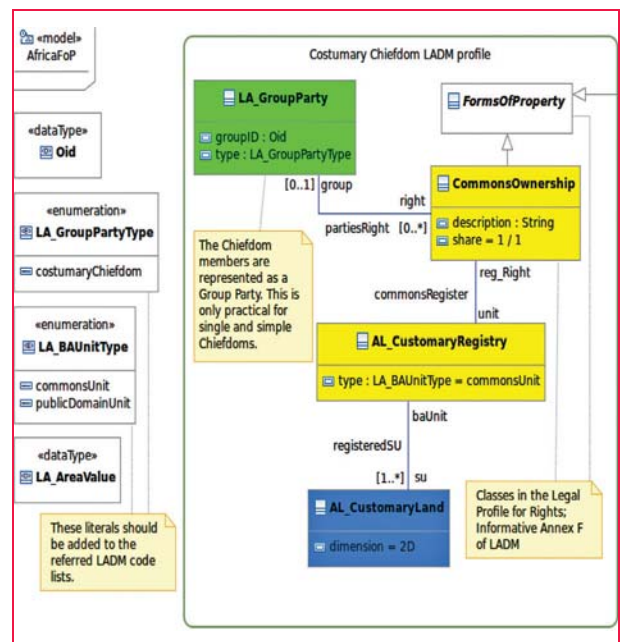 «model»
AfricaFoP
«dataType»
Oid
«enumeration»
LA_GroupPartyType
costumaryChiefdom
«enumeration»
LA_BAUnitType
commonsUnit
publicDomainUnit
«dataType»
LA_AreaValue
These literals should
be added to the
referred LADM code
lists.
Costumary Chiefdom LADM profile
LA_GroupParty
groupID : Oid
type : LA_GroupPartyType
FormsOfProperty
[0..1] group
right
partiesRight [0..*]
CommonsOwnership
description : String
share = 1 / 1
The Chiefdom
members are
represented as a
Group Party. This is
only practical for
single and simple
Chiefdoms.
reg_Right
commonsRegister
unit
AL_CustomaryRegistry
type : LA_BAUnitType = commonsUnit
baUnit
registeredSU
[1..*] su
AL_CustomaryLand
dimension = 2D
Classes in the Legal
Profile for Rights;
Informative Annex F
of LADM